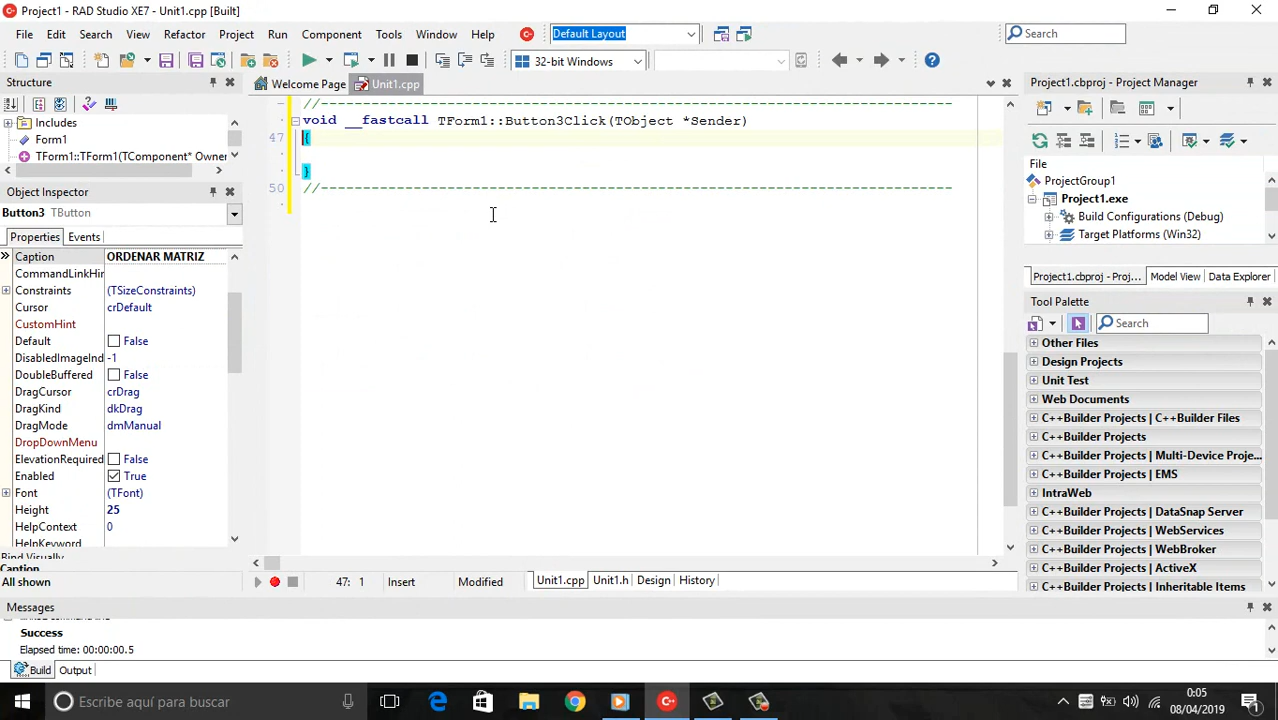 Project1 - RAD Studio XE7 - Unit1.cpp [Built]
File Edit Search View Refactor Project Run Component Tools Window Help
Default Layout
Search
32-bit Windows
Structure
Includes
Form1
TForm1::TForm1(TComponent* Owner
Object Inspector
Button3 TButton
Properties Events
Caption ORDENAR MATRIZ
CommandLinkHin
Constraints (TSizeConstraints)
Cursor crDefault
CustomHint
Default False
DisabledImageInd -1
DoubleBuffered False
DragCursor crDrag
DragKind dkDrag
DragMode dmManual
DropDownMenu
ElevationRequired False
Enabled True
Font (TFont)
Height 25
HelpContext 0
HelpKeyword
Bind Visually
Caption
All shown
Welcome Page Unit1.cpp
//---------------------------------------------------------------------------
void __fastcall TForm1::Button3Click(TObject *Sender)
47 {
}
50 //---------------------------------------------------------------------------
47: 1 Insert Modified Unit1.cpp Unit1.h Design History
Project1.cbproj - Project Manager
File
ProjectGroup1
Project1.exe
Build Configurations (Debug)
Target Platforms (Win32)
Project1.cbproj - Proj... Model View Data Explorer
Tool Palette
Search
Other Files
Design Projects
Unit Test
Web Documents
C++Builder Projects | C++Builder Files
C++Builder Projects
C++Builder Projects | Multi-Device Proje...
C++Builder Projects | EMS
IntraWeb
C++Builder Projects | DataSnap Server
C++Builder Projects | WebServices
C++Builder Projects | WebBroker
C++Builder Projects | ActiveX
C++Builder Projects | Inheritable Items
Messages
Success
Elapsed time: 00:00:00.5
Build Output
Escribe aquí para buscar
0:05
08/04/2019
1